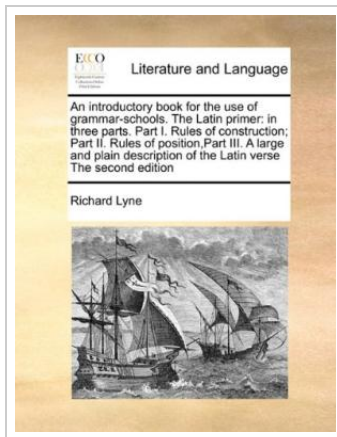 ECCO
Literature and Language
An introductory book for the use of
grammar-schools. The Latin primer: in
three parts. Part I. Rules of construction;
Part II. Rules of position,Part III. A large
and plain description of the Latin verse
The second edition
Richard Lyne